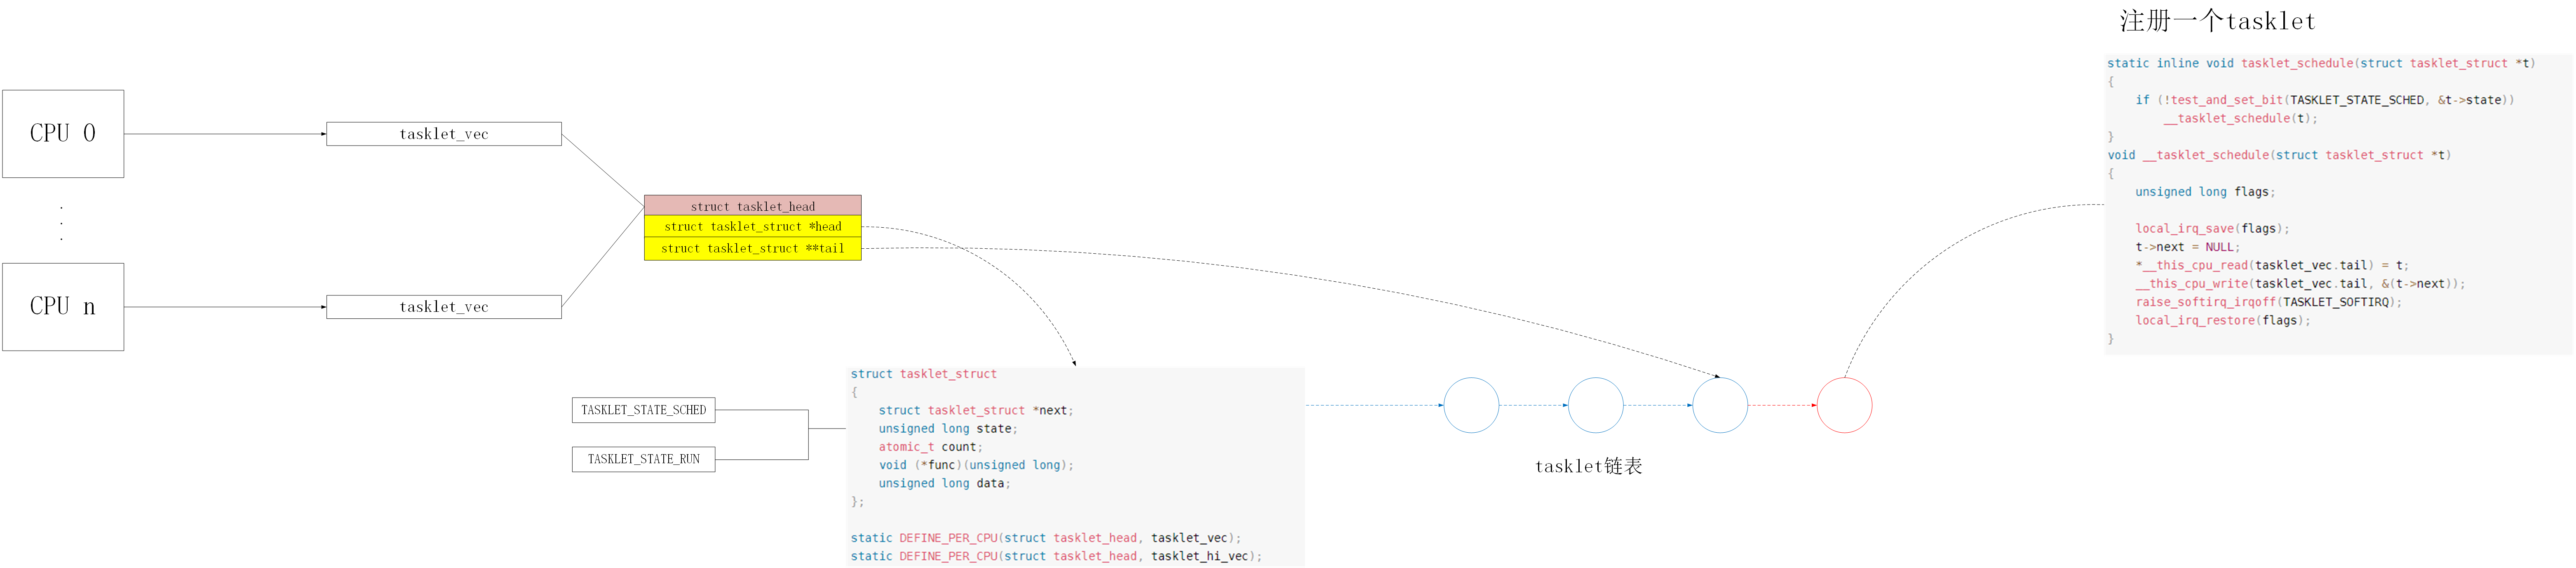 注册一个tasklet
static inline void tasklet_schedule(struct tasklet_struct *t)
{
    if (!test_and_set_bit(TASKLET_STATE_SCHED, &t->state))
        __tasklet_schedule(t);
}
void __tasklet_schedule(struct tasklet_struct *t)
{
    unsigned long flags;
    local_irq_save(flags);
    t->next = NULL;
    *__this_cpu_read(tasklet_vec.tail) = t;
    __this_cpu_write(tasklet_vec.tail, &(t->next));
    raise_softirq_irqoff(TASKLET_SOFTIRQ);
    local_irq_restore(flags);
}
CPU 0
tasklet_vec
.
.
.
CPU n
tasklet_vec
struct tasklet_head
struct tasklet_struct *head
struct tasklet_struct **tail
TASKLET_STATE_SCHED
TASKLET_STATE_RUN
struct tasklet_struct
{
    struct tasklet_struct *next;
    unsigned long state;
    atomic_t count;
    void (*func)(unsigned long);
    unsigned long data;
};
static DEFINE_PER_CPU(struct tasklet_head, tasklet_vec);
static DEFINE_PER_CPU(struct tasklet_head, tasklet_hi_vec);
tasklet链表